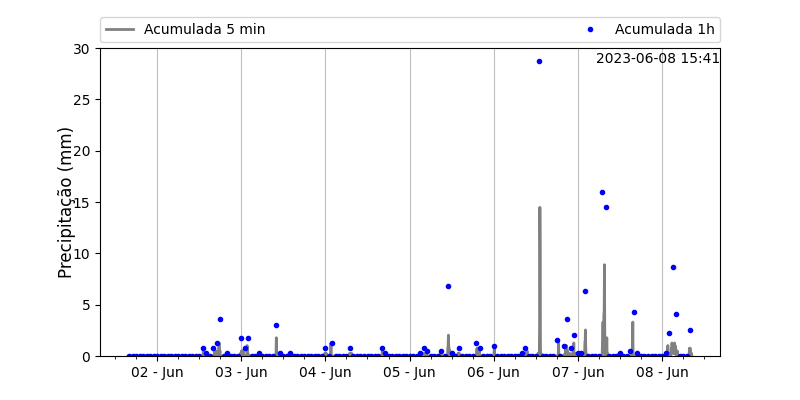 Acumulada 5 min
Acumulada 1h
2023-06-08 15:41
Precipitação (mm)
30
25
20
15
10
5
0
02 - Jun
03 - Jun
04 - Jun
05 - Jun
06 - Jun
07 - Jun
08 - Jun